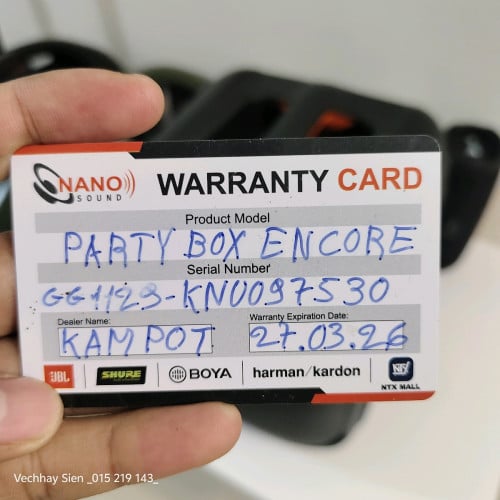 NANO
SOUND
WARRANTY CARD
Product Model
PARTY BOX ENCORE
Serial Number
GG1123-KN0097530
Dealer Name:
Warranty Expiration Date:
KAMPOT
27.03.26
JBL
SHURE
BOYA
harman/kardon
NTX MALL
Vechhay Sien _015 219 143_